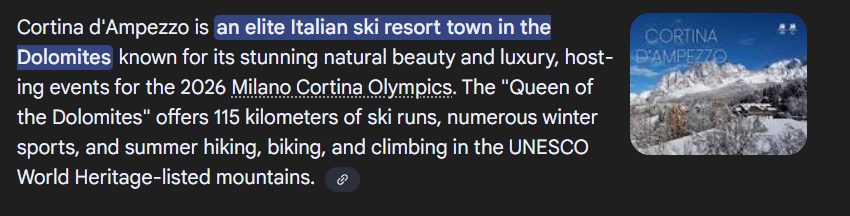 Cortina d'Ampezzo is an elite Italian ski resort town in the
Dolomites known for its stunning natural beauty and luxury, host-
ing events for the 2026 Milano Cortina Olympics. The "Queen of
the Dolomites" offers 115 kilometers of ski runs, numerous winter
sports, and summer hiking, biking, and climbing in the UNESCO
World Heritage-listed mountains.
CORTINA
D'AMPEZZO